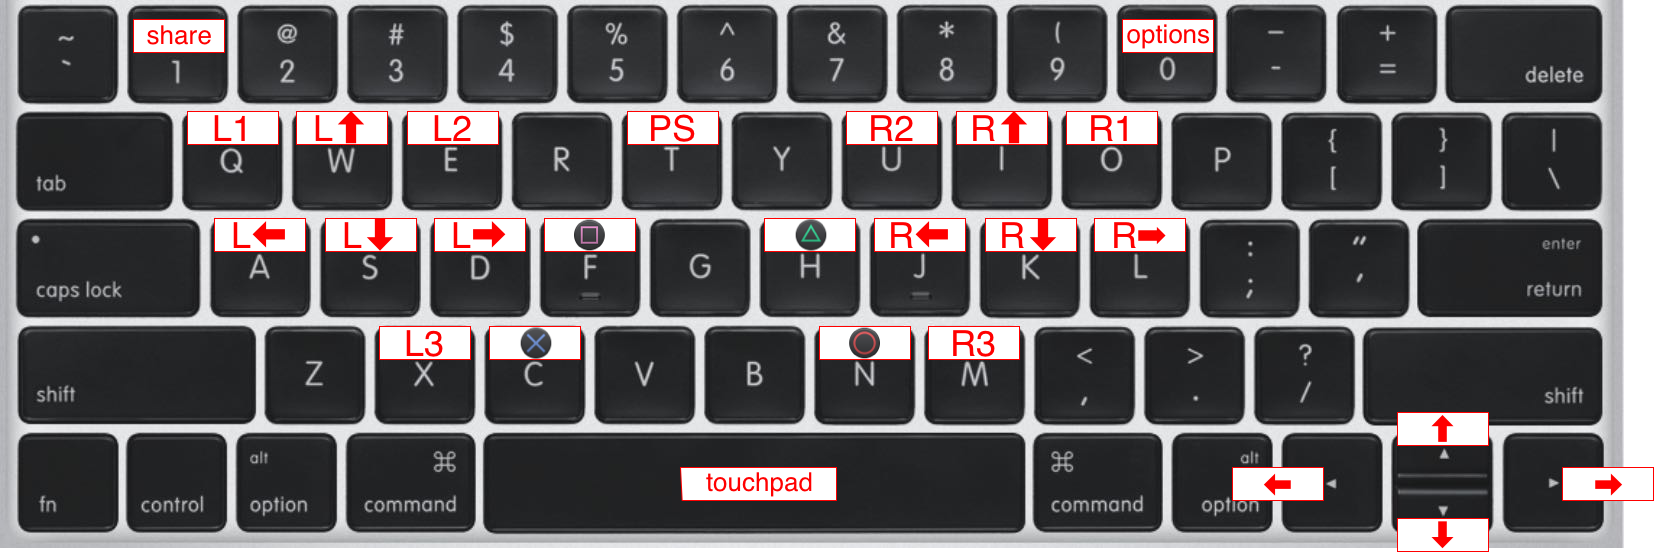 ~ share @ # $ % ^ & * ( options – +
` 1 2 3 4 5 6 7 8 9 0 - = delete
L1 L⬆ L2 PS R2 R⬆ R1
tab Q W E R T Y U I O P { [ } ] | \
L⬅ L⬇ L➡ □ △ R⬅ R⬇ R➡
caps lock A S D F G H J K L : ; " ' enter return
L3 ✕ ○ R3
shift Z X C V B N M < , > . ? / shift
⬆
fn control alt option ⌘ command touchpad ⌘ command alt option ⬅ ◂ ▴ ▾ ▸ ➡
⬇